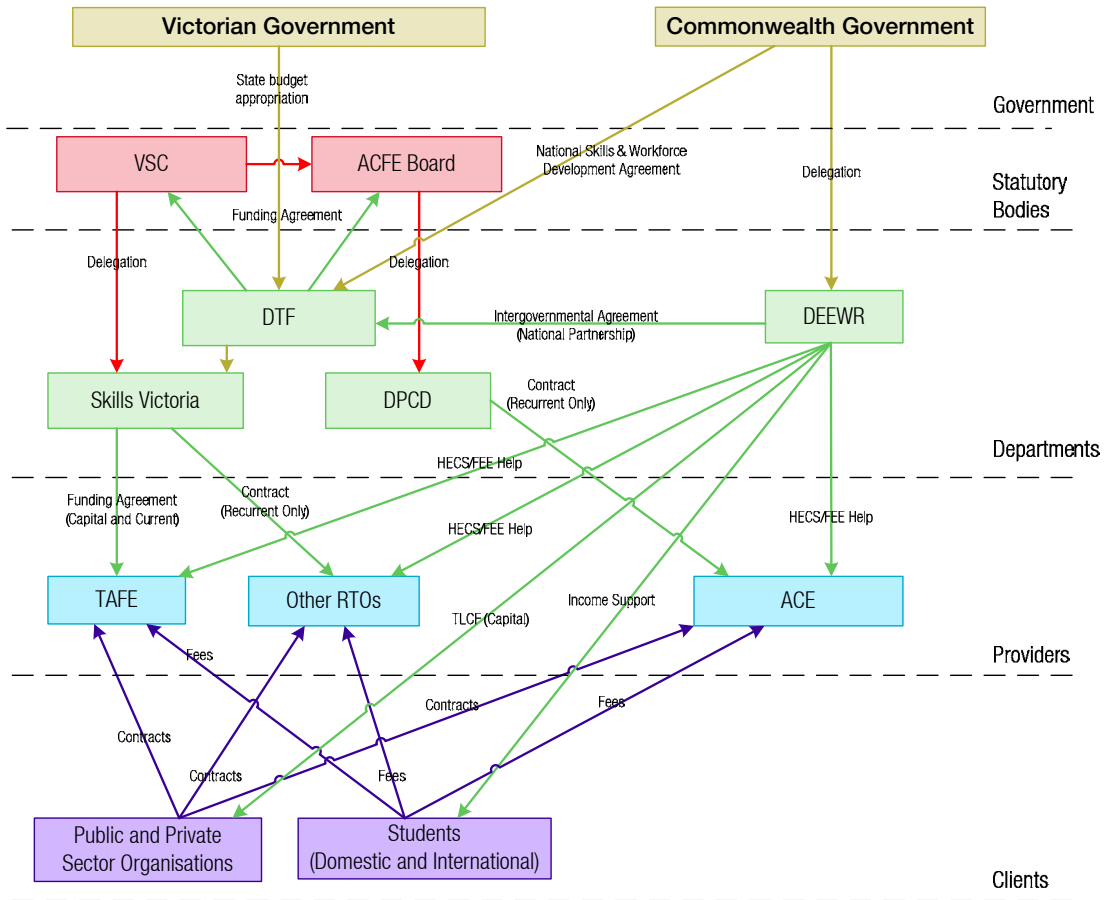 Victorian Government
Commonwealth Government
State budget
appropriation
Government
VSC
ACFE Board
National Skills & Workforce
Development Agreement
Delegation
Statutory
Bodies
Funding Agreement
Delegation
Delegation
DTF
Intergovernmental Agreement
(National Partnership)
DEEWR
Skills Victoria
DPCD
Contract
(Recurrent Only)
Departments
HECS/FEE Help
Funding Agreement
(Capital and Current)
Contract
(Recurrent Only)
HECS/FEE Help
HECS/FEE Help
TAFE
Other RTOs
ACE
TLCF (Capital)
Income Support
Fees
Providers
Contracts
Fees
Contracts
Contracts
Fees
Public and Private
Sector Organisations
Students
(Domestic and International)
Clients